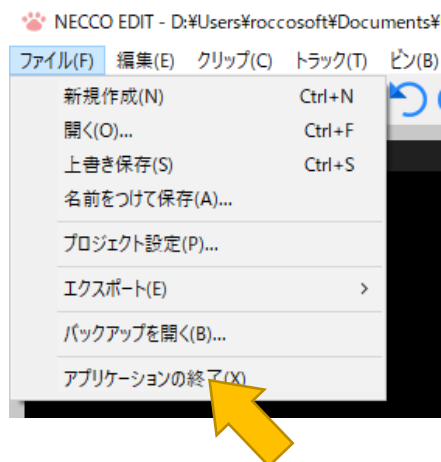 NECCO EDIT - D:¥Users¥roccosoft¥Documents¥
ファイル(F) 編集(E) クリップ(C) トラック(T) ビン(B)
新規作成(N) Ctrl+N
開く(O)... Ctrl+F
上書き保存(S) Ctrl+S
名前をつけて保存(A)...
プロジェクト設定(P)...
エクスポート(E) >
バックアップを開く(B)...
アプリケーションの終了(X)